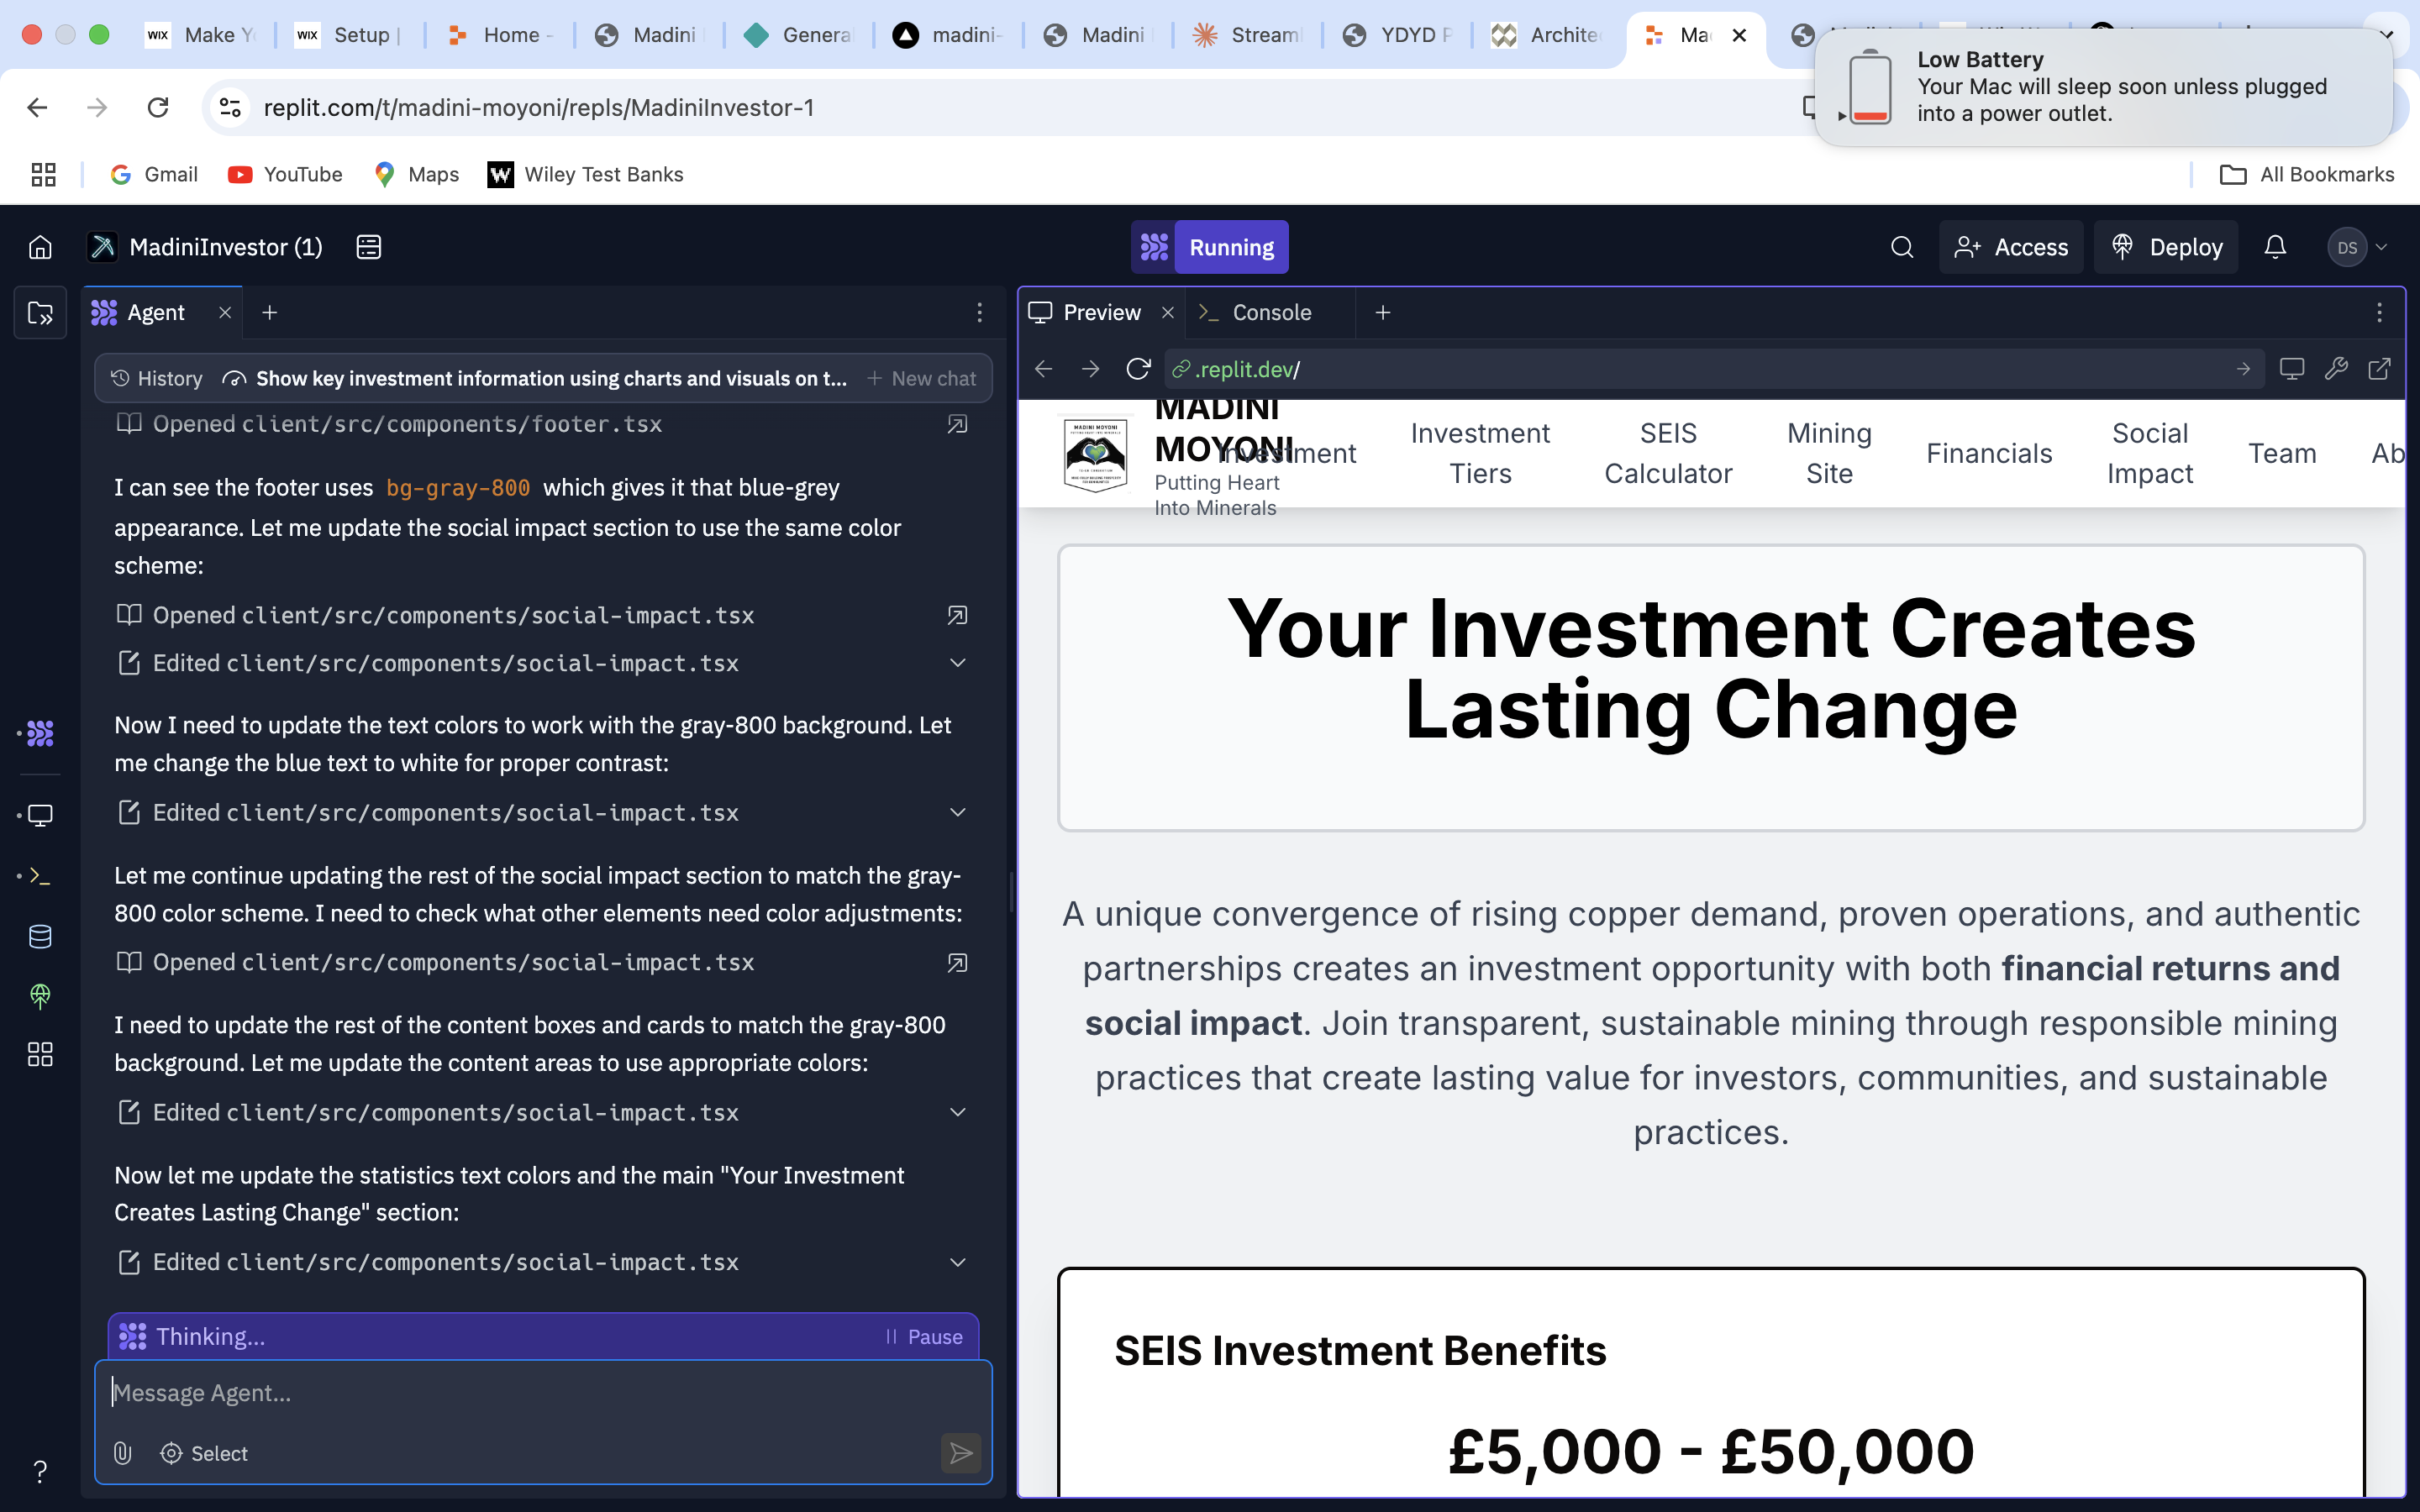 Make Y
Setup |
Home -
Madini
Genera
madini-
Madini
Streaml
YDYD F
Archite
Ma
Low Battery
Your Mac will sleep soon unless plugged
into a power outlet.
replit.com/t/madini-moyoni/repls/MadiniInvestor-1
Gmail
YouTube
Maps
Wiley Test Banks
All Bookmarks
MadiniInvestor (1)
Running
Access
Deploy
DS
Agent
Preview
Console
History
Show key investment information using charts and visuals on t...
New chat
.replit.dev/
Opened client/src/components/footer.tsx
I can see the footer uses bg-gray-800 which gives it that blue-grey
appearance. Let me update the social impact section to use the same color
scheme:
Opened client/src/components/social-impact.tsx
Edited client/src/components/social-impact.tsx
Now I need to update the text colors to work with the gray-800 background. Let
me change the blue text to white for proper contrast:
Edited client/src/components/social-impact.tsx
Let me continue updating the rest of the social impact section to match the gray-
800 color scheme. I need to check what other elements need color adjustments:
Opened client/src/components/social-impact.tsx
I need to update the rest of the content boxes and cards to match the gray-800
background. Let me update the content areas to use appropriate colors:
Edited client/src/components/social-impact.tsx
Now let me update the statistics text colors and the main "Your Investment
Creates Lasting Change" section:
Edited client/src/components/social-impact.tsx
Thinking...
Pause
Message Agent...
Select
MADINI
MOYONI
Putting Heart
Into Minerals
Investment
Investment
Tiers
SEIS
Calculator
Mining
Site
Financials
Social
Impact
Team
Ab
Your Investment Creates
Lasting Change
A unique convergence of rising copper demand, proven operations, and authentic
partnerships creates an investment opportunity with both financial returns and
social impact. Join transparent, sustainable mining through responsible mining
practices that create lasting value for investors, communities, and sustainable
practices.
SEIS Investment Benefits
£5,000 - £50,000